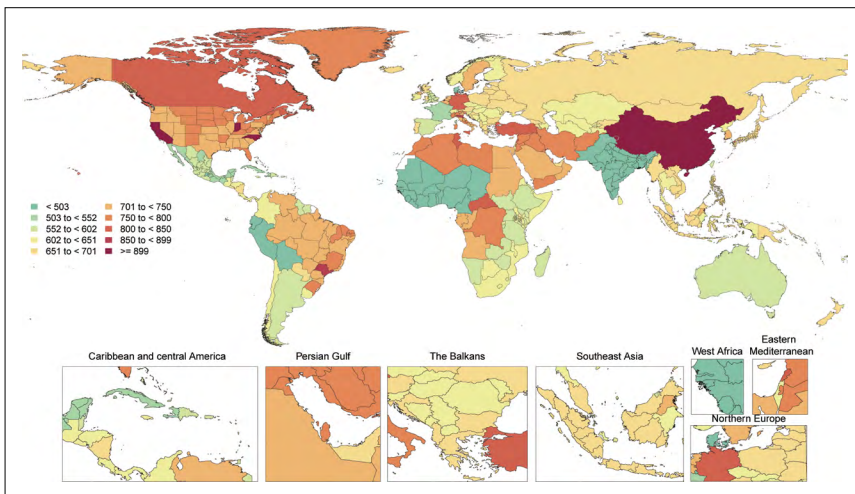 < 503
503 to < 552
552 to < 602
602 to < 651
651 to < 701
701 to < 750
750 to < 800
800 to < 850
850 to < 899
>= 899
Caribbean and central America
Persian Gulf
The Balkans
Southeast Asia
West Africa
Eastern
Mediterranean
Northern Europe